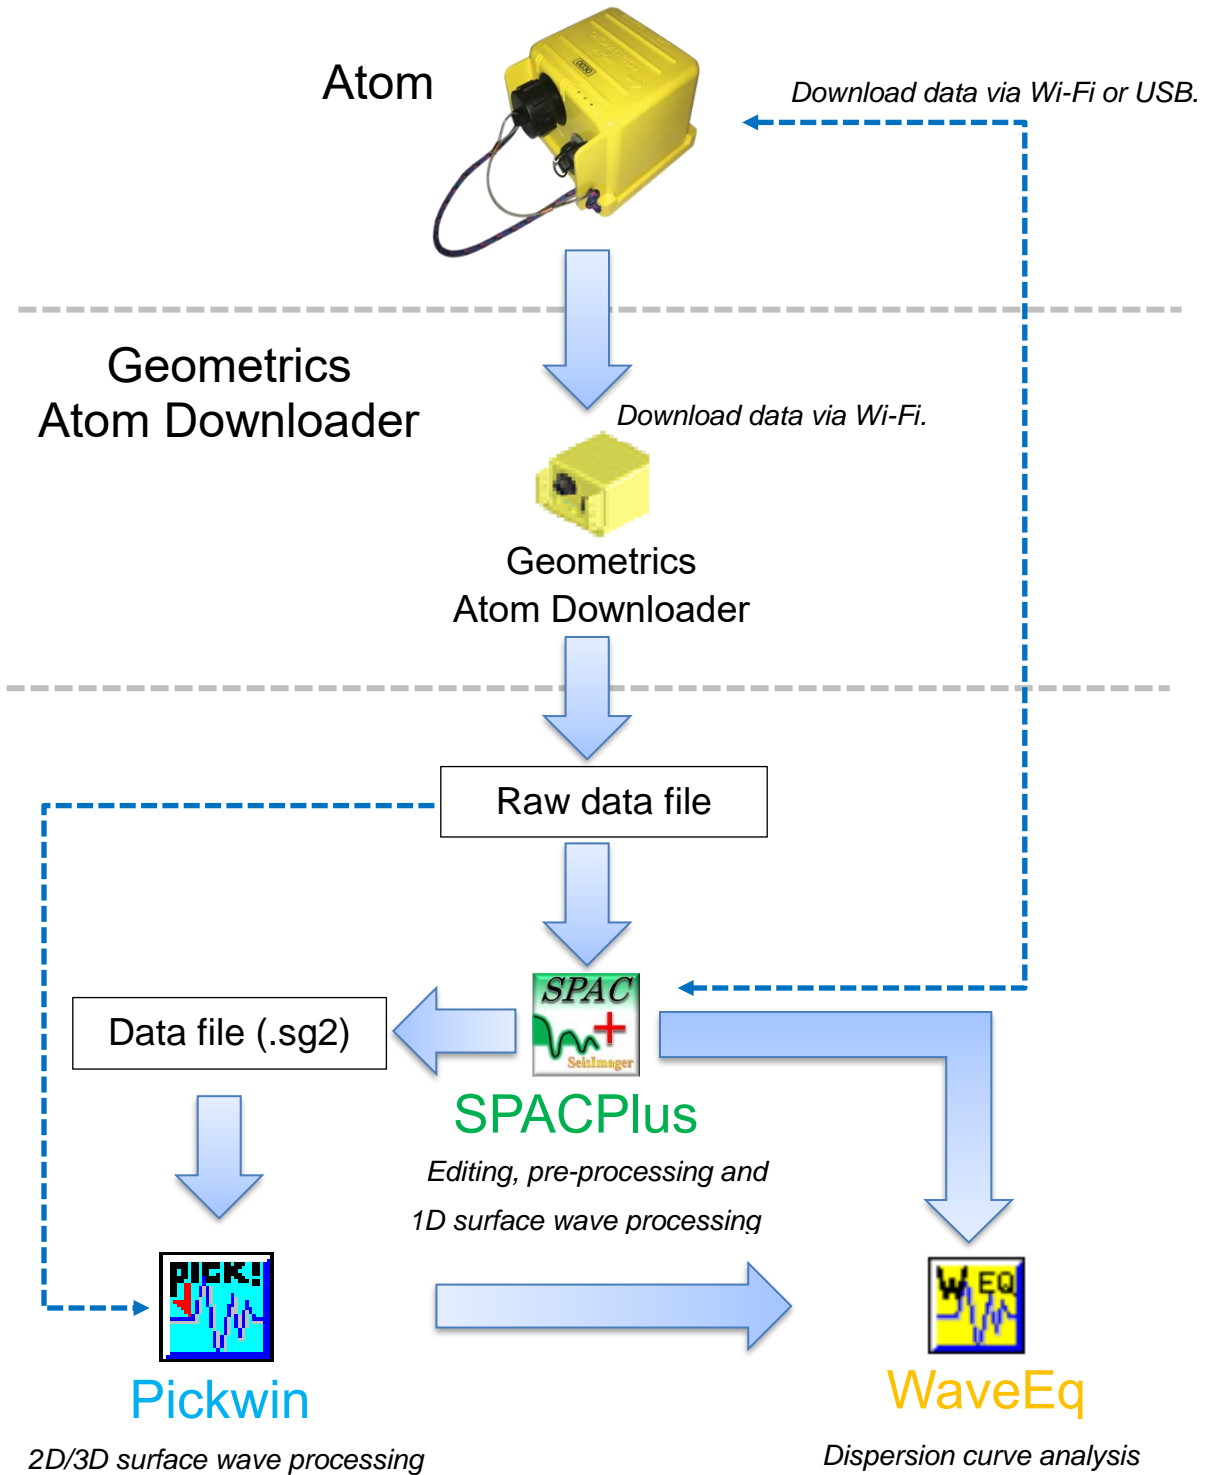 Atom
0030
Download data via Wi-Fi or USB.
Geometrics
Atom Downloader
Download data via Wi-Fi.
Geometrics
Atom Downloader
Raw data file
SPAC
+
SeisImager
Data file (.sg2)
SPACPlus
Editing, pre-processing and
1D surface wave processing
PICK!
W EQ
Pickwin
WaveEq
2D/3D surface wave processing
Dispersion curve analysis